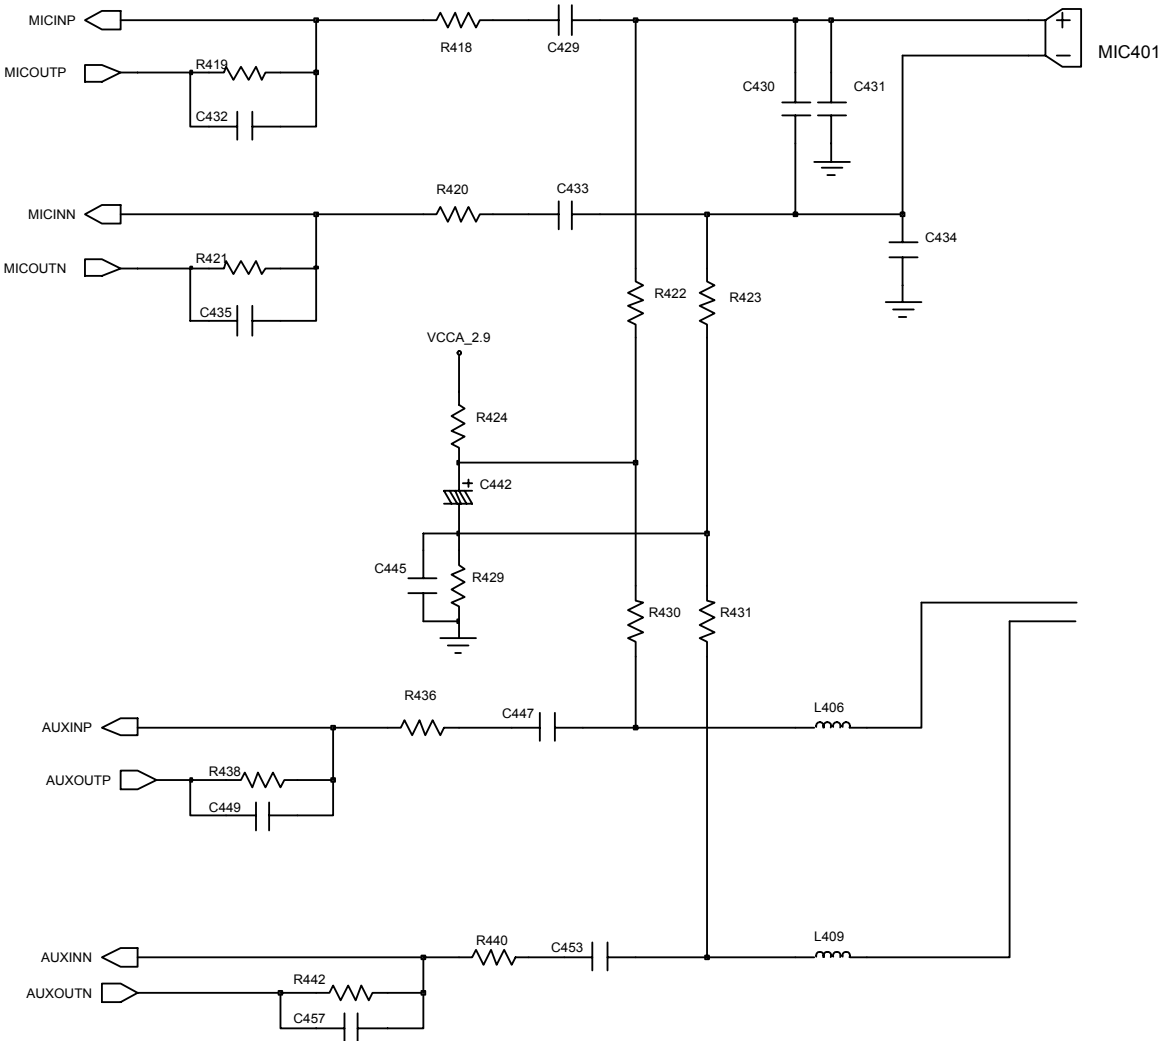 MICINP
R418
C429
MIC401
+
−
MICOUTP
R419
C430
C431
C432
MICINN
R420
C433
C434
MICOUTN
R421
C435
R422
R423
VCCA_2.9
R424
+
C442
C445
R429
R430
R431
AUXINP
R436
C447
L406
AUXOUTP
R438
C449
AUXINN
R440
C453
L409
AUXOUTN
R442
C457